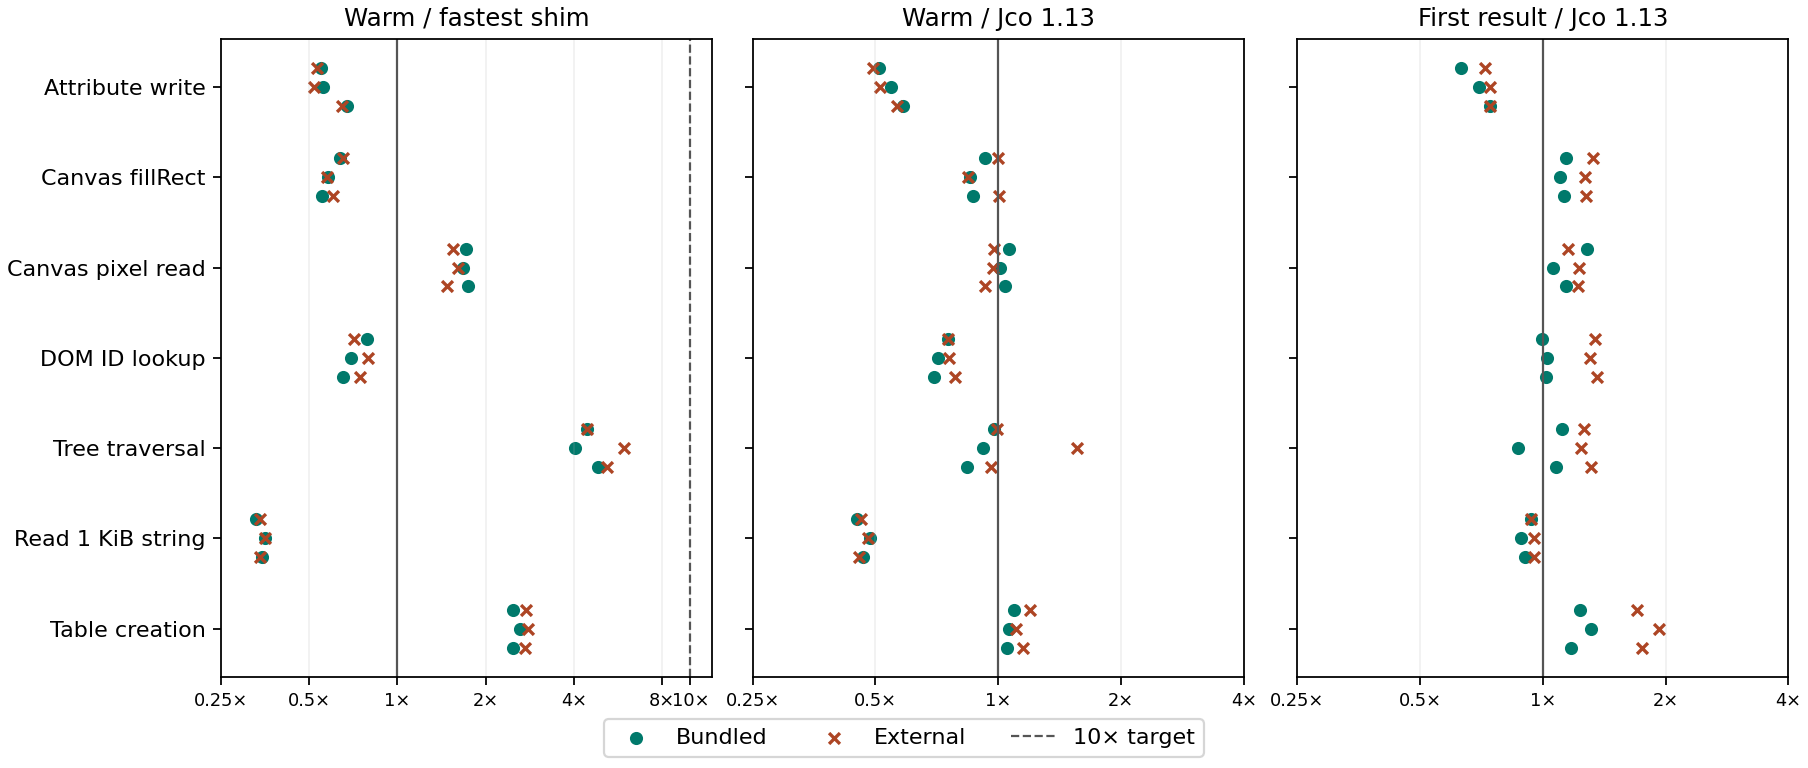 Warm / fastest shim
Warm / Jco 1.13
First result / Jco 1.13
Attribute write
Canvas fillRect
Canvas pixel read
DOM ID lookup
Tree traversal
Read 1 KiB string
Table creation
0.25× 0.5× 1× 2× 4× 8× 10×
0.25× 0.5× 1× 2× 4×
0.25× 0.5× 1× 2× 4×
Bundled External 10× target